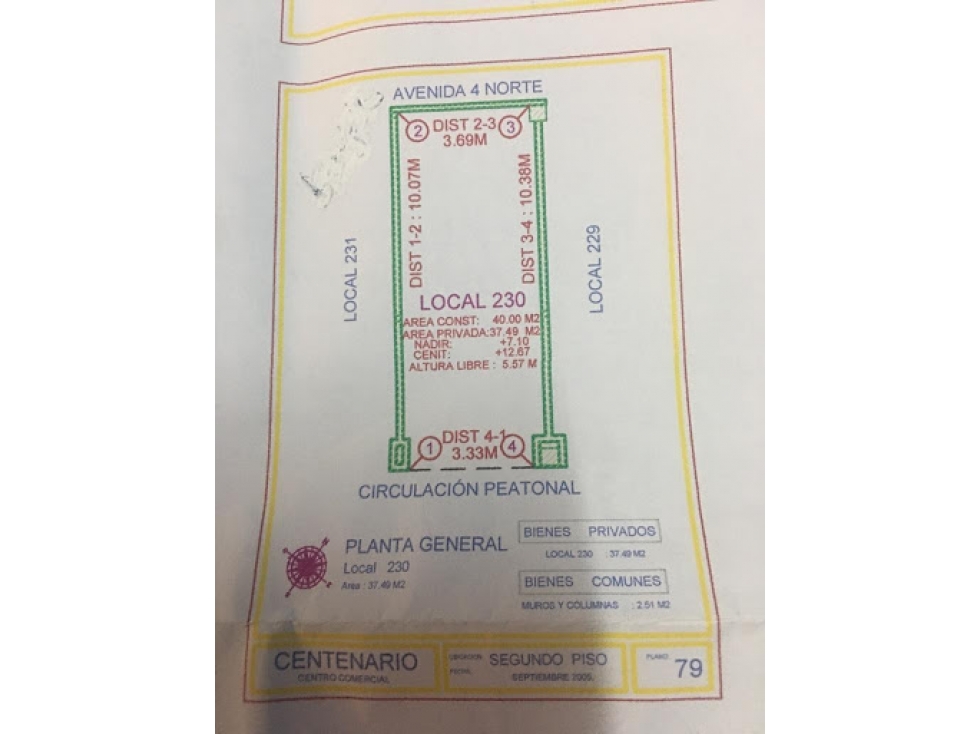 AVENIDA 4 NORTE
2 DIST 2-3 3
3.69M
DIST 1-2 : 10.07M
DIST 3-4 : 10.38M
LOCAL 231
LOCAL 229
LOCAL 230
AREA CONST: 40.00 M2
AREA PRIVADA:37.49 M2
NADIR: +7.10
CENIT: +12.67
ALTURA LIBRE : 5.57 M
1 DIST 4-1 4
3.33M
CIRCULACIÓN PEATONAL
PLANTA GENERAL
Local 230
Area : 37.49 M2
BIENES PRIVADOS
LOCAL 230 : 37.49 M2
BIENES COMUNES
MUROS Y COLUMNAS : 2.51 M2
CENTENARIO
CENTRO COMERCIAL
UBICACION: SEGUNDO PISO
FECHA: SEPTIEMBRE 2005.
PLANO: 79